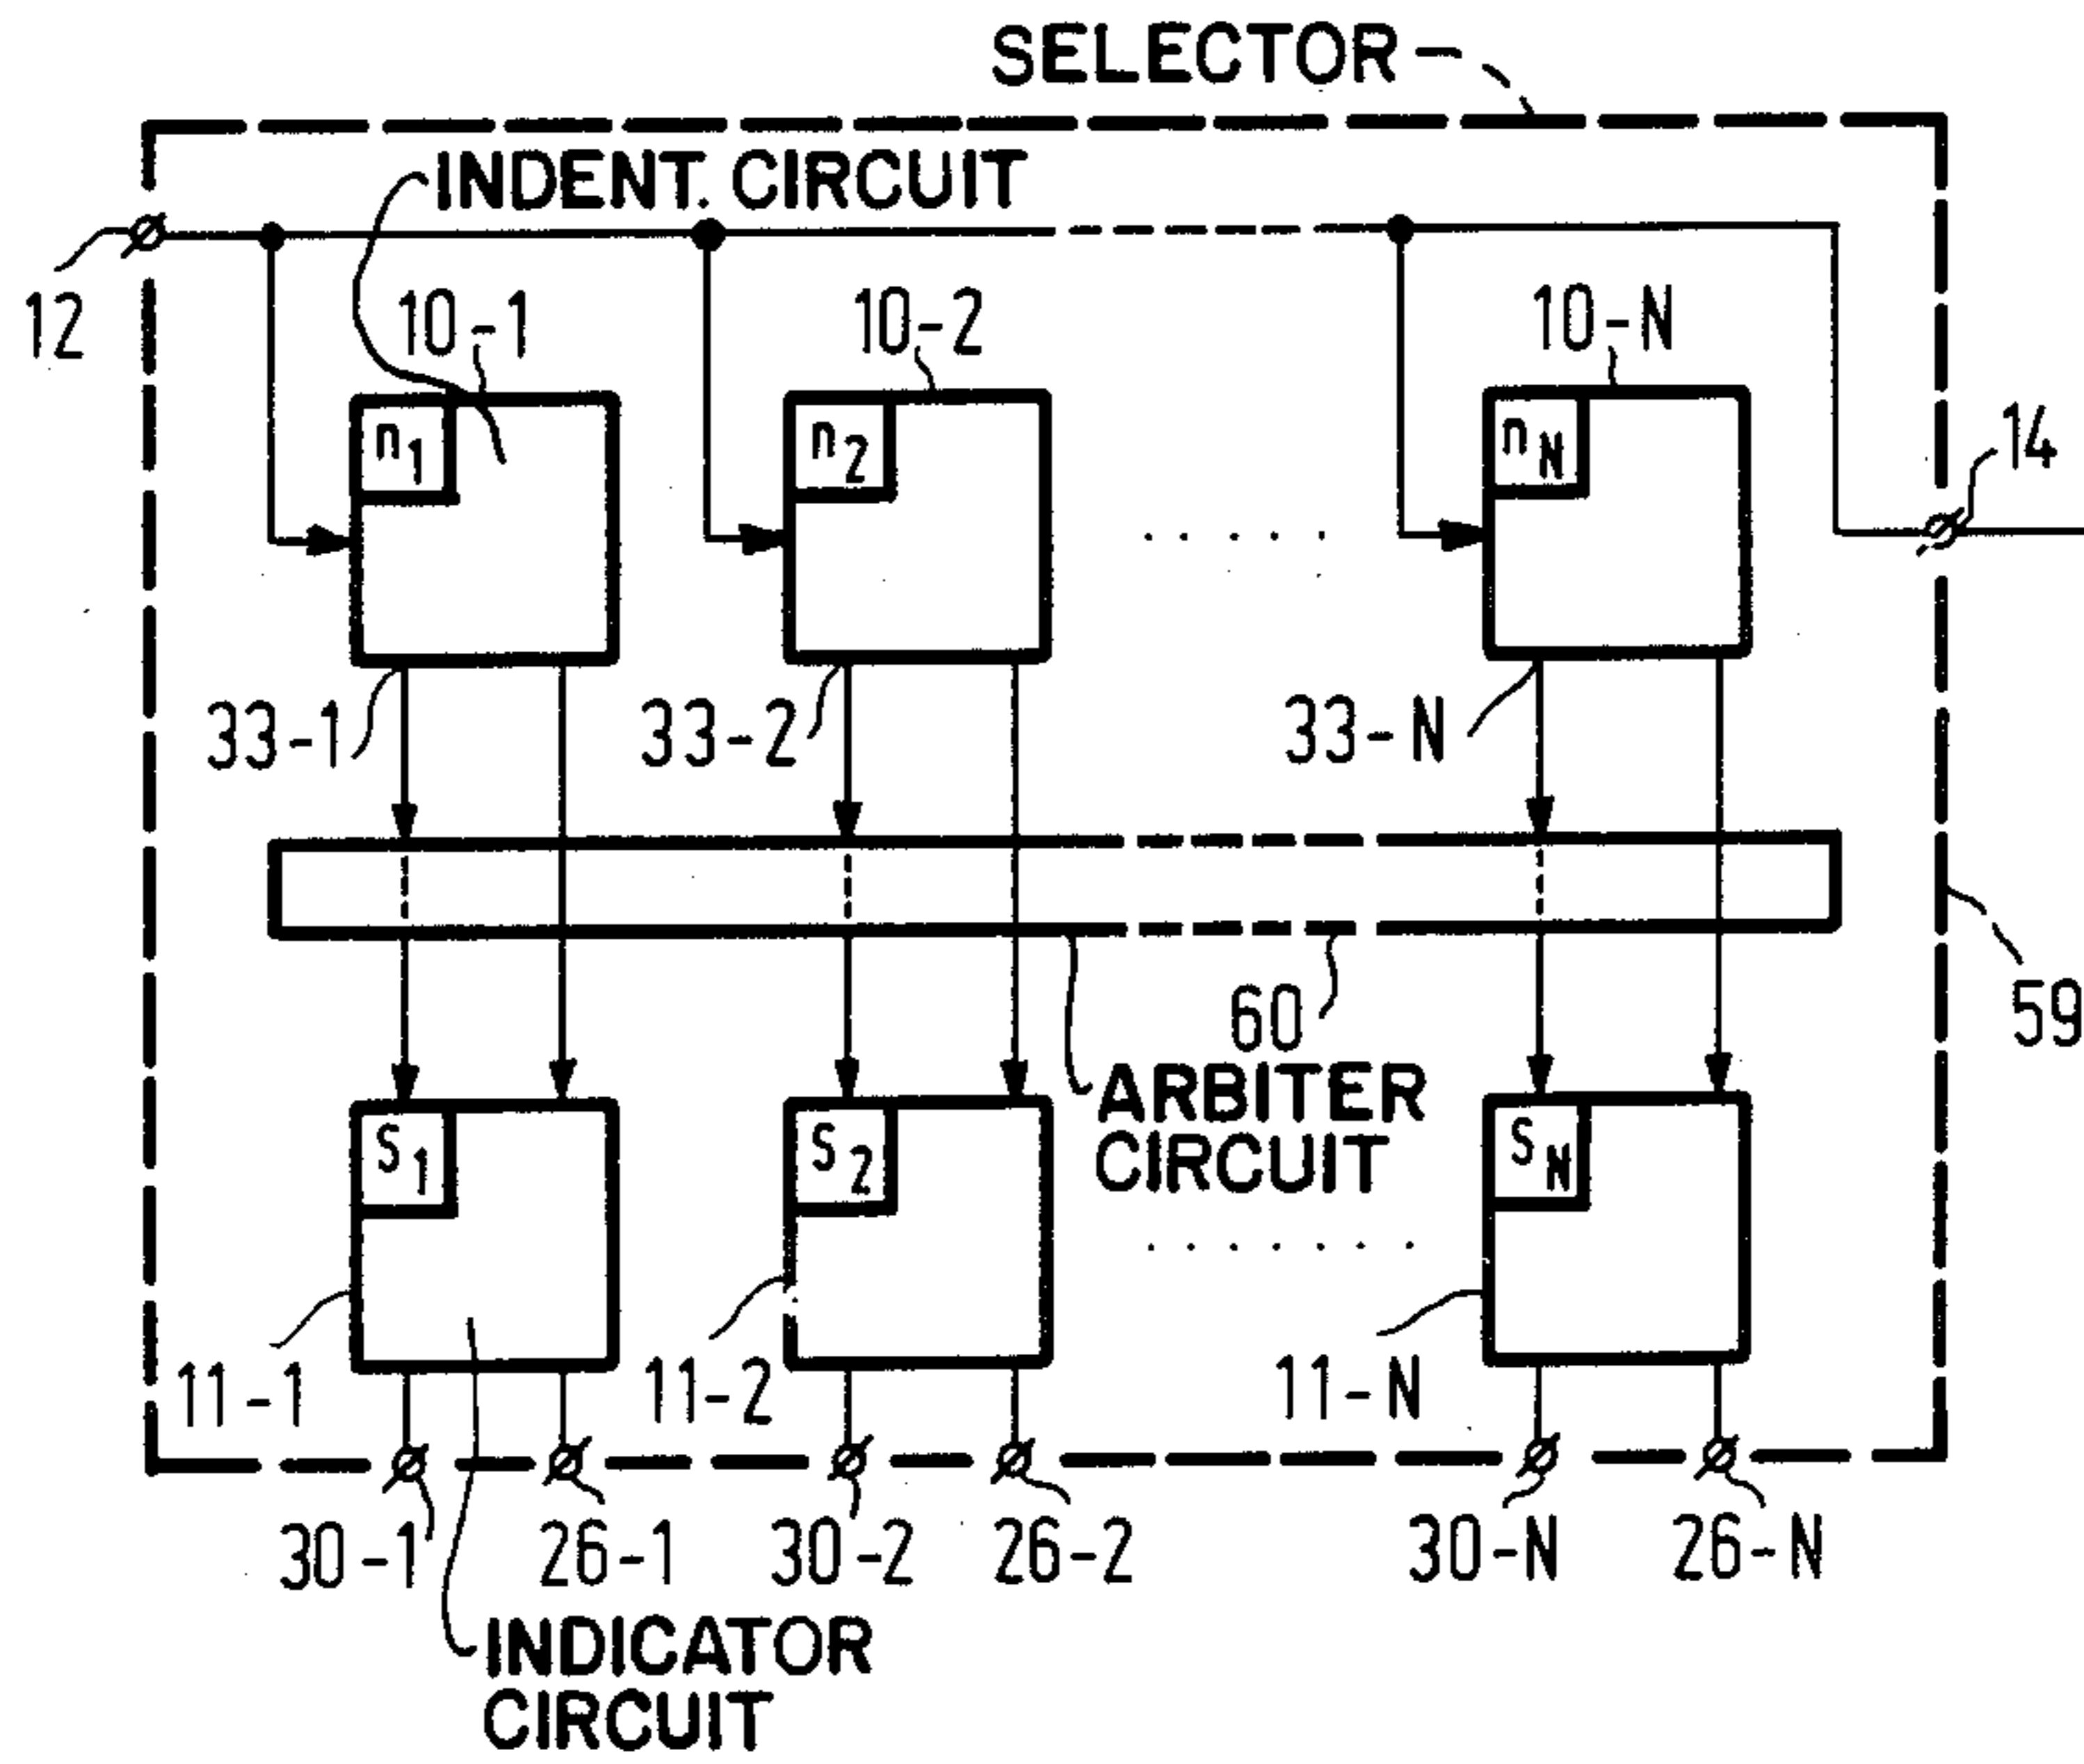 SELECTOR
INDENT. CIRCUIT
12
10-1
10-2
10-N
n1
n2
nN
14
33-1
33-2
33-N
60
59
ARBITER
CIRCUIT
S1
S2
SN
11-1
11-2
11-N
30-1
26-1
30-2
26-2
30-N
26-N
INDICATOR
CIRCUIT